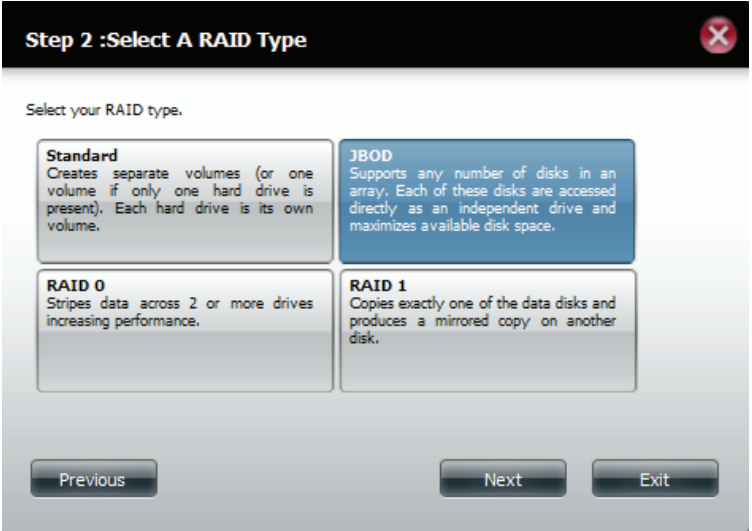 Step 2 :Select A RAID Type
Select your RAID type.
Standard
Creates separate volumes (or one
volume if only one hard drive is
present). Each hard drive is its own
volume.
JBOD
Supports any number of disks in an
array. Each of these disks are accessed
directly as an independent drive and
maximizes available disk space.
RAID 0
Stripes data across 2 or more drives
increasing performance.
RAID 1
Copies exactly one of the data disks and
produces a mirrored copy on another
disk.
Previous
Next
Exit